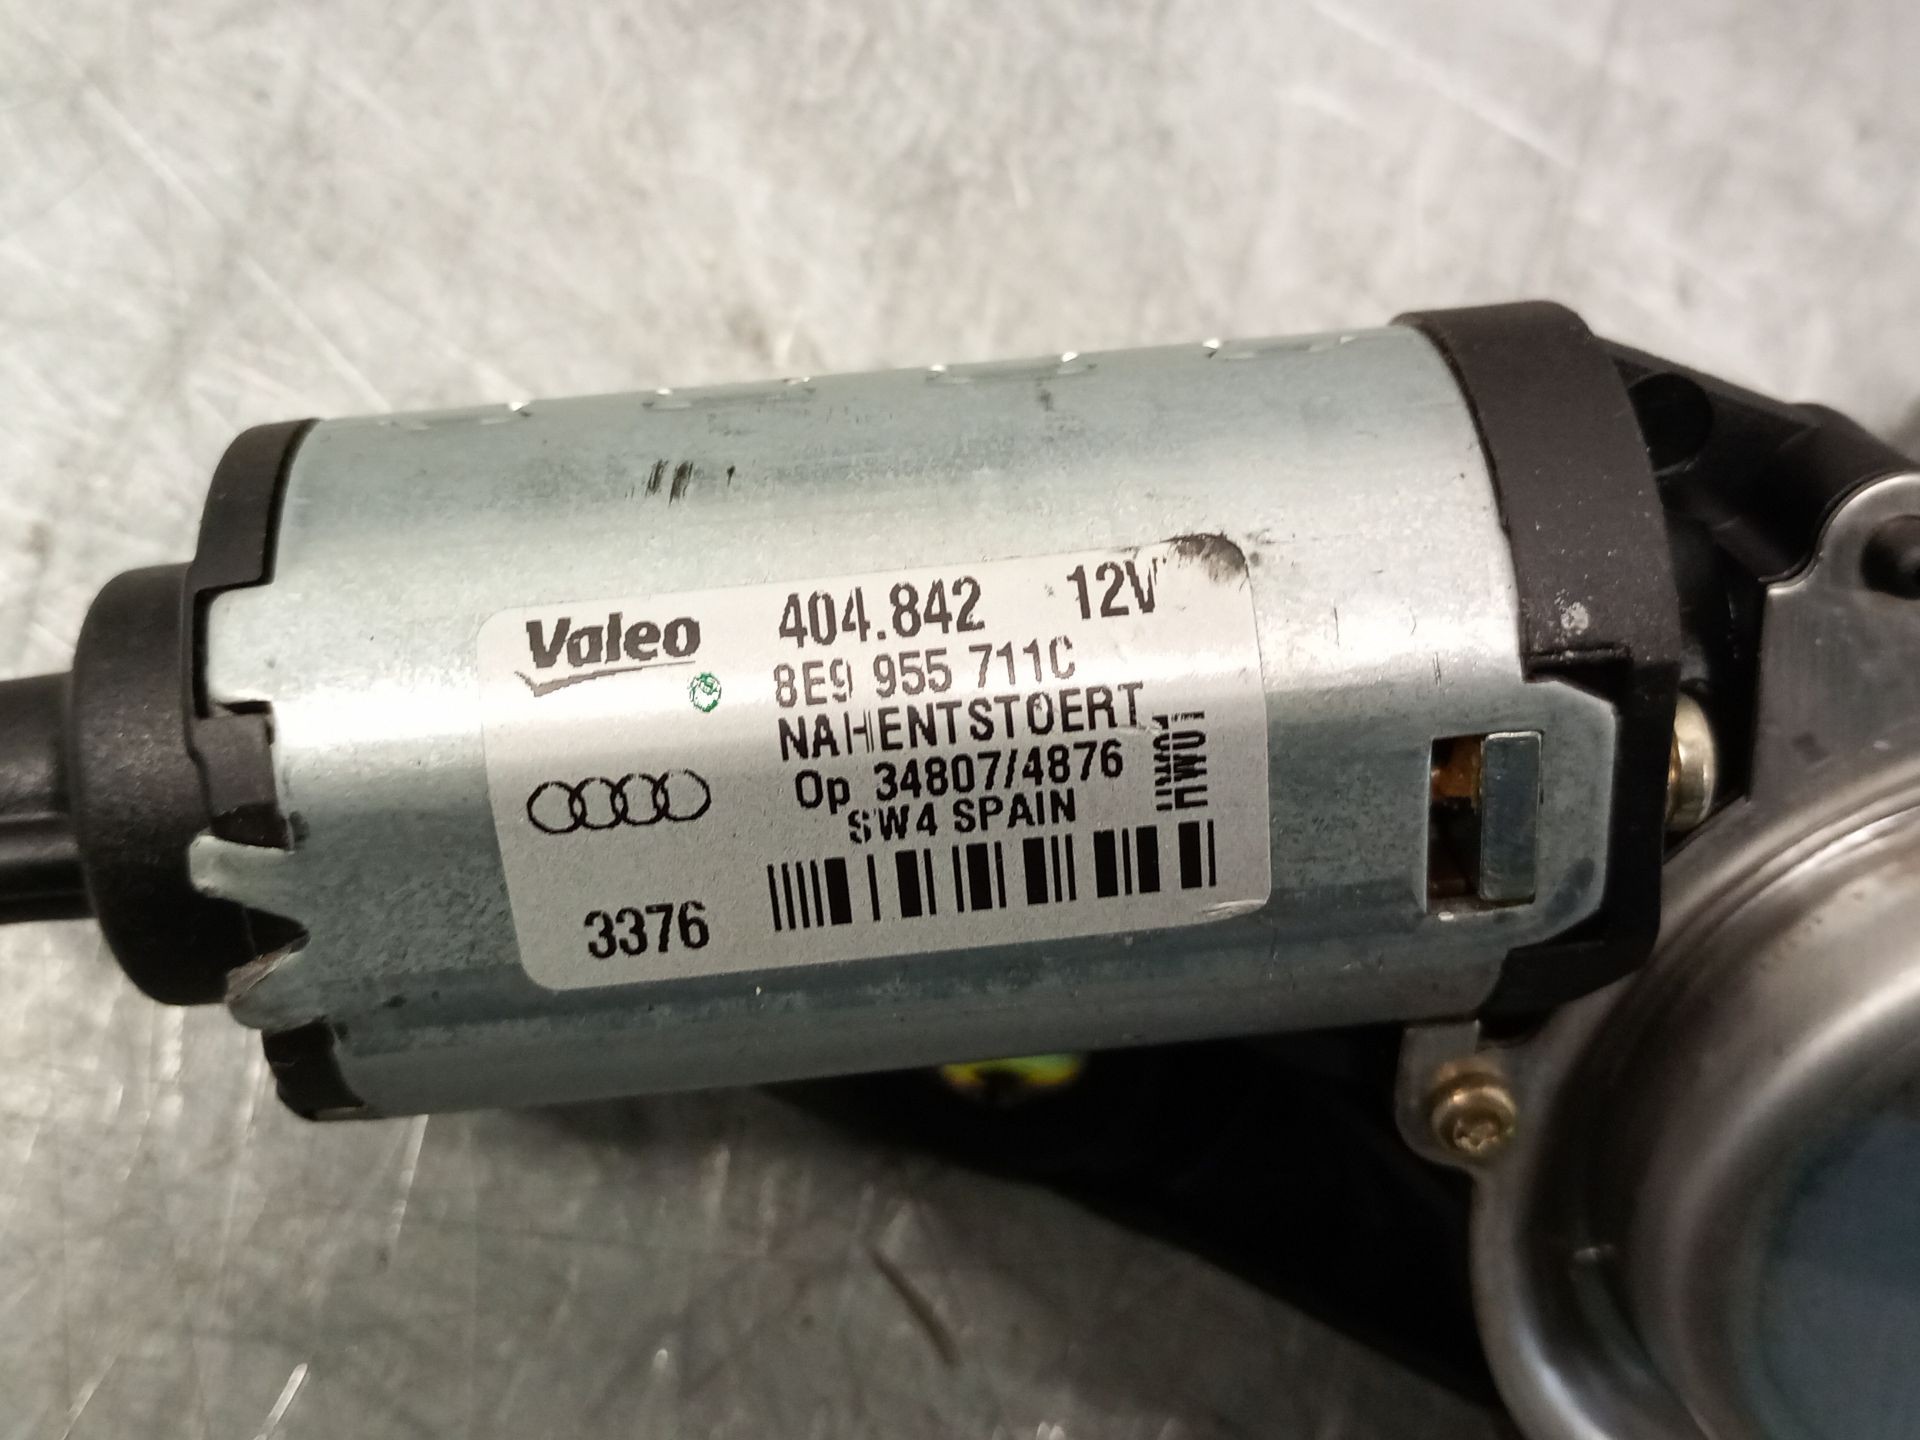 Valeo 404.842 12V
8E9 955 711C
NAHENTSTOERT
Op 34807/4876
SW4 SPAIN
3376